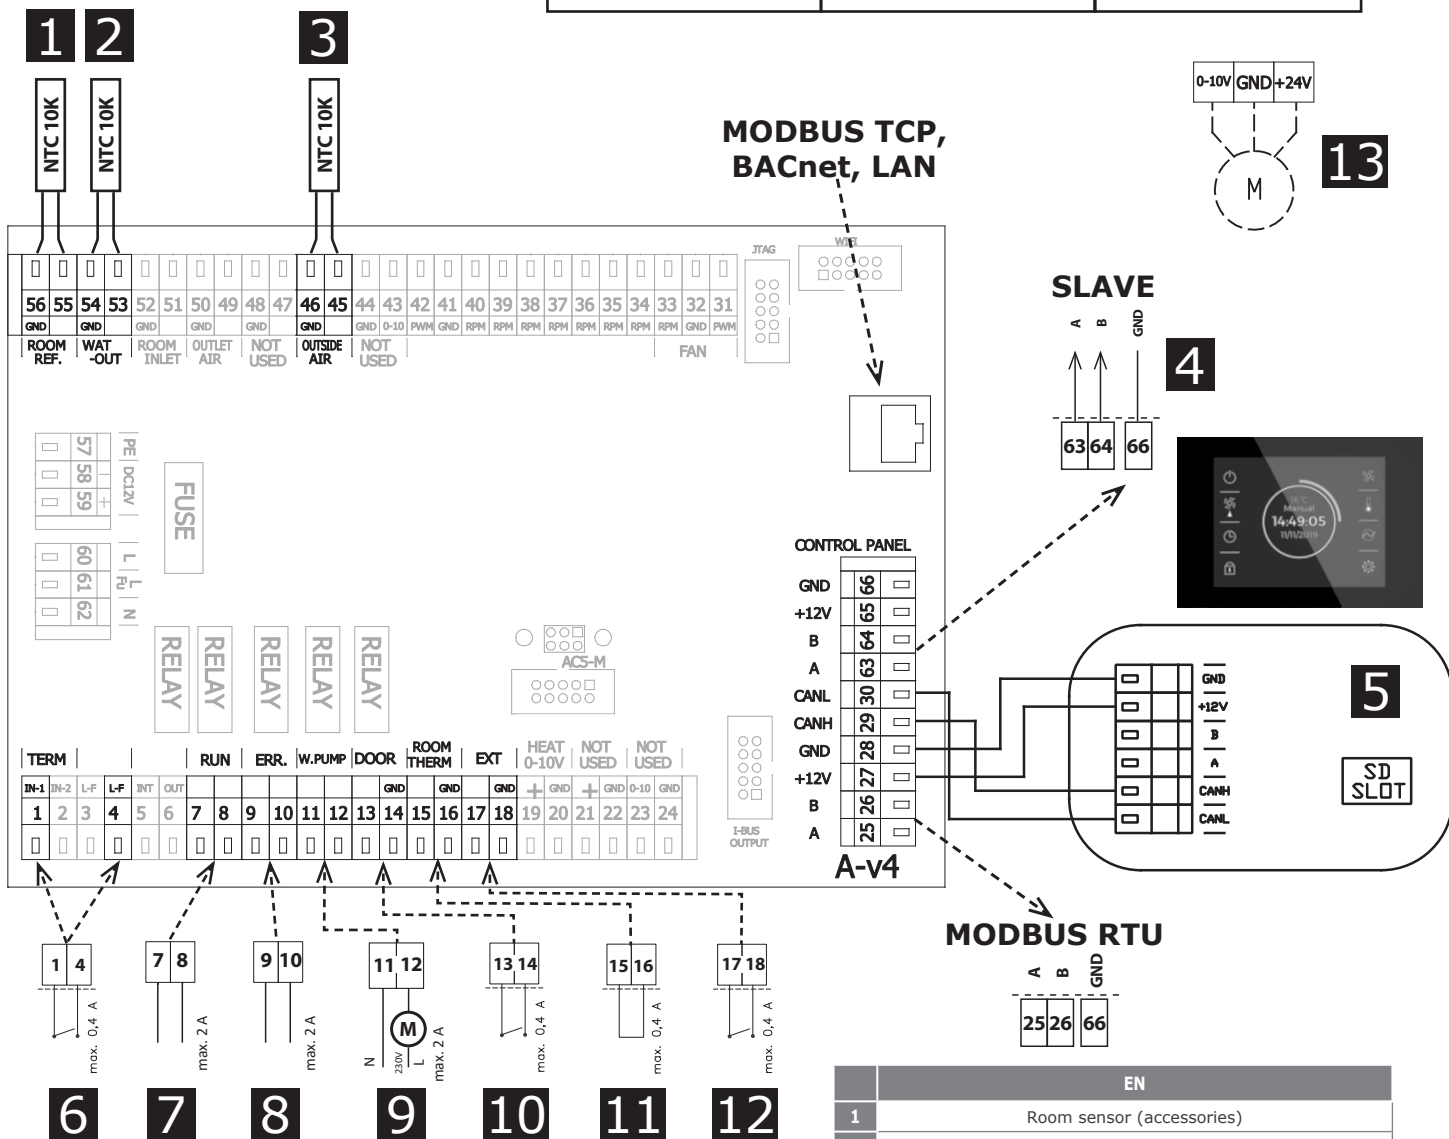 1 2 3
NTC 10K NTC 10K NTC 10K
0-10V GND +24V
M
13
MODBUS TCP,
BACnet, LAN
JTAG WIFI
56 55 54 53 52 51 50 49 48 47 46 45 44 43 42 41 40 39 38 37 36 35 34 33 32 31
GND GND GND GND GND GND GND 0-10 PWM GND RPM RPM RPM RPM RPM RPM RPM RPM GND PWM
ROOM REF. WAT -OUT ROOM INLET OUTLET AIR NOT USED OUTSIDE AIR NOT USED FAN
SLAVE
A B GND
4
63 64 66
57 PE
58 - DC12V
59 +
60 L
61 L FU
62 N
FUSE
16°C
Manual
14:49:05
11/11/2019
CONTROL PANEL
GND 66
+12V 65
B 64
A 63
CANL 30
CANH 29
GND 28
+12V 27
B 26
A 25
A-v4
RELAY RELAY RELAY RELAY RELAY
AC5-M
GND
+12V
B
A
CANH
CANL
5
SD
SLOT
TERM RUN ERR. W.PUMP DOOR ROOM THERM EXT HEAT 0-10V NOT USED NOT USED
IN-1 IN-2 L-F L-F INT OUT GND GND GND + GND + GND 0-10 GND
1 2 3 4 5 6 7 8 9 10 11 12 13 14 15 16 17 18 19 20 21 22 23 24
I-BUS
OUTPUT
MODBUS RTU
A B GND
25 26 66
1 4
max. 0,4 A
7 8
max. 2 A
9 10
max. 2 A
11 12
M
N 230V L
max. 2 A
13 14
max. 0,4 A
15 16
max. 0,4 A
17 18
max. 0,4 A
6 7 8 9 10 11 12
EN
1 Room sensor (accessories)